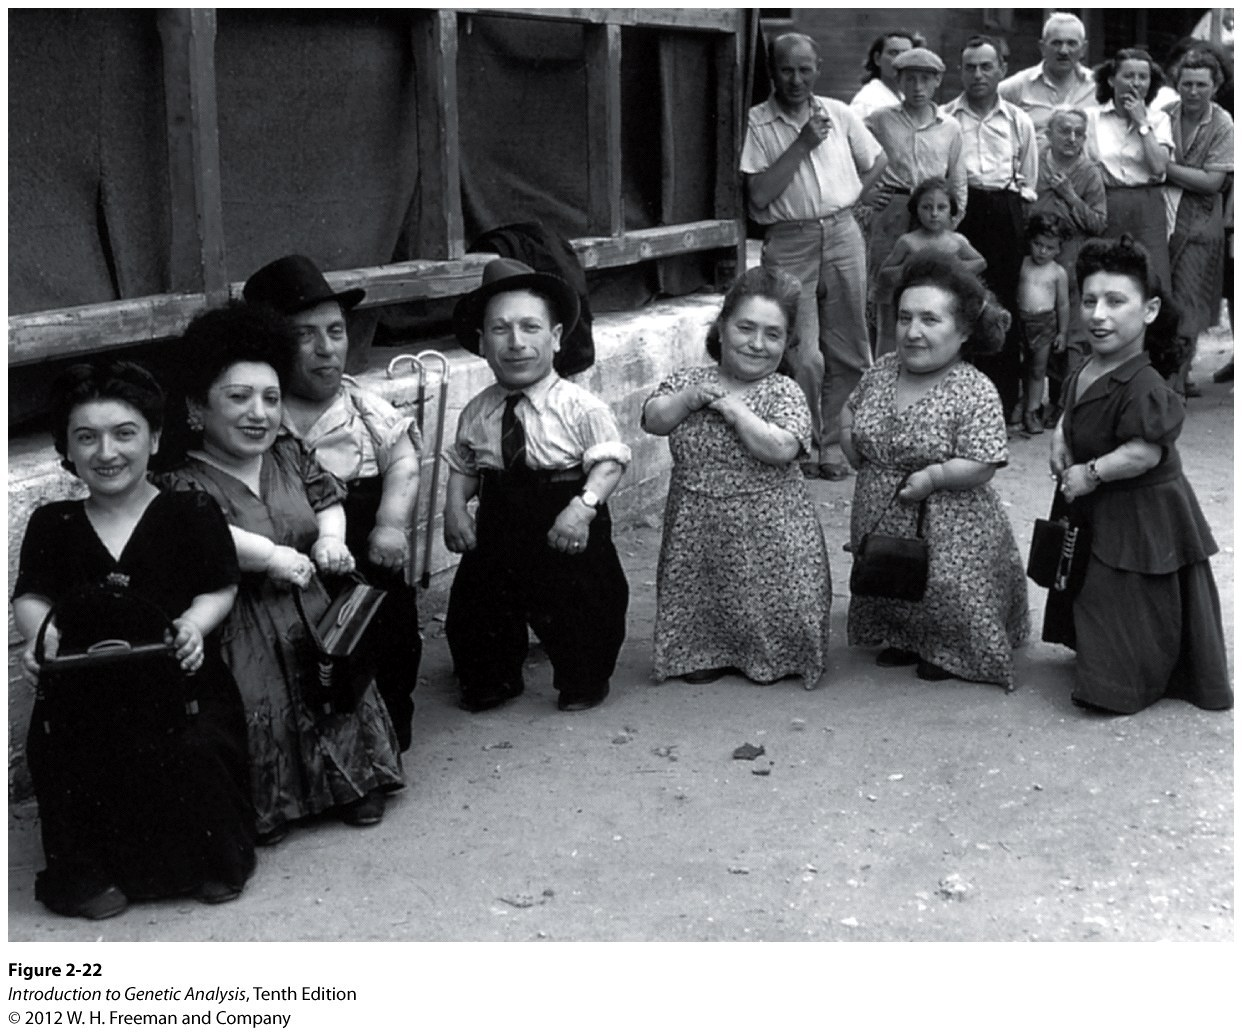 Figure 2-22
Introduction to Genetic Analysis, Tenth Edition
© 2012 W. H. Freeman and Company